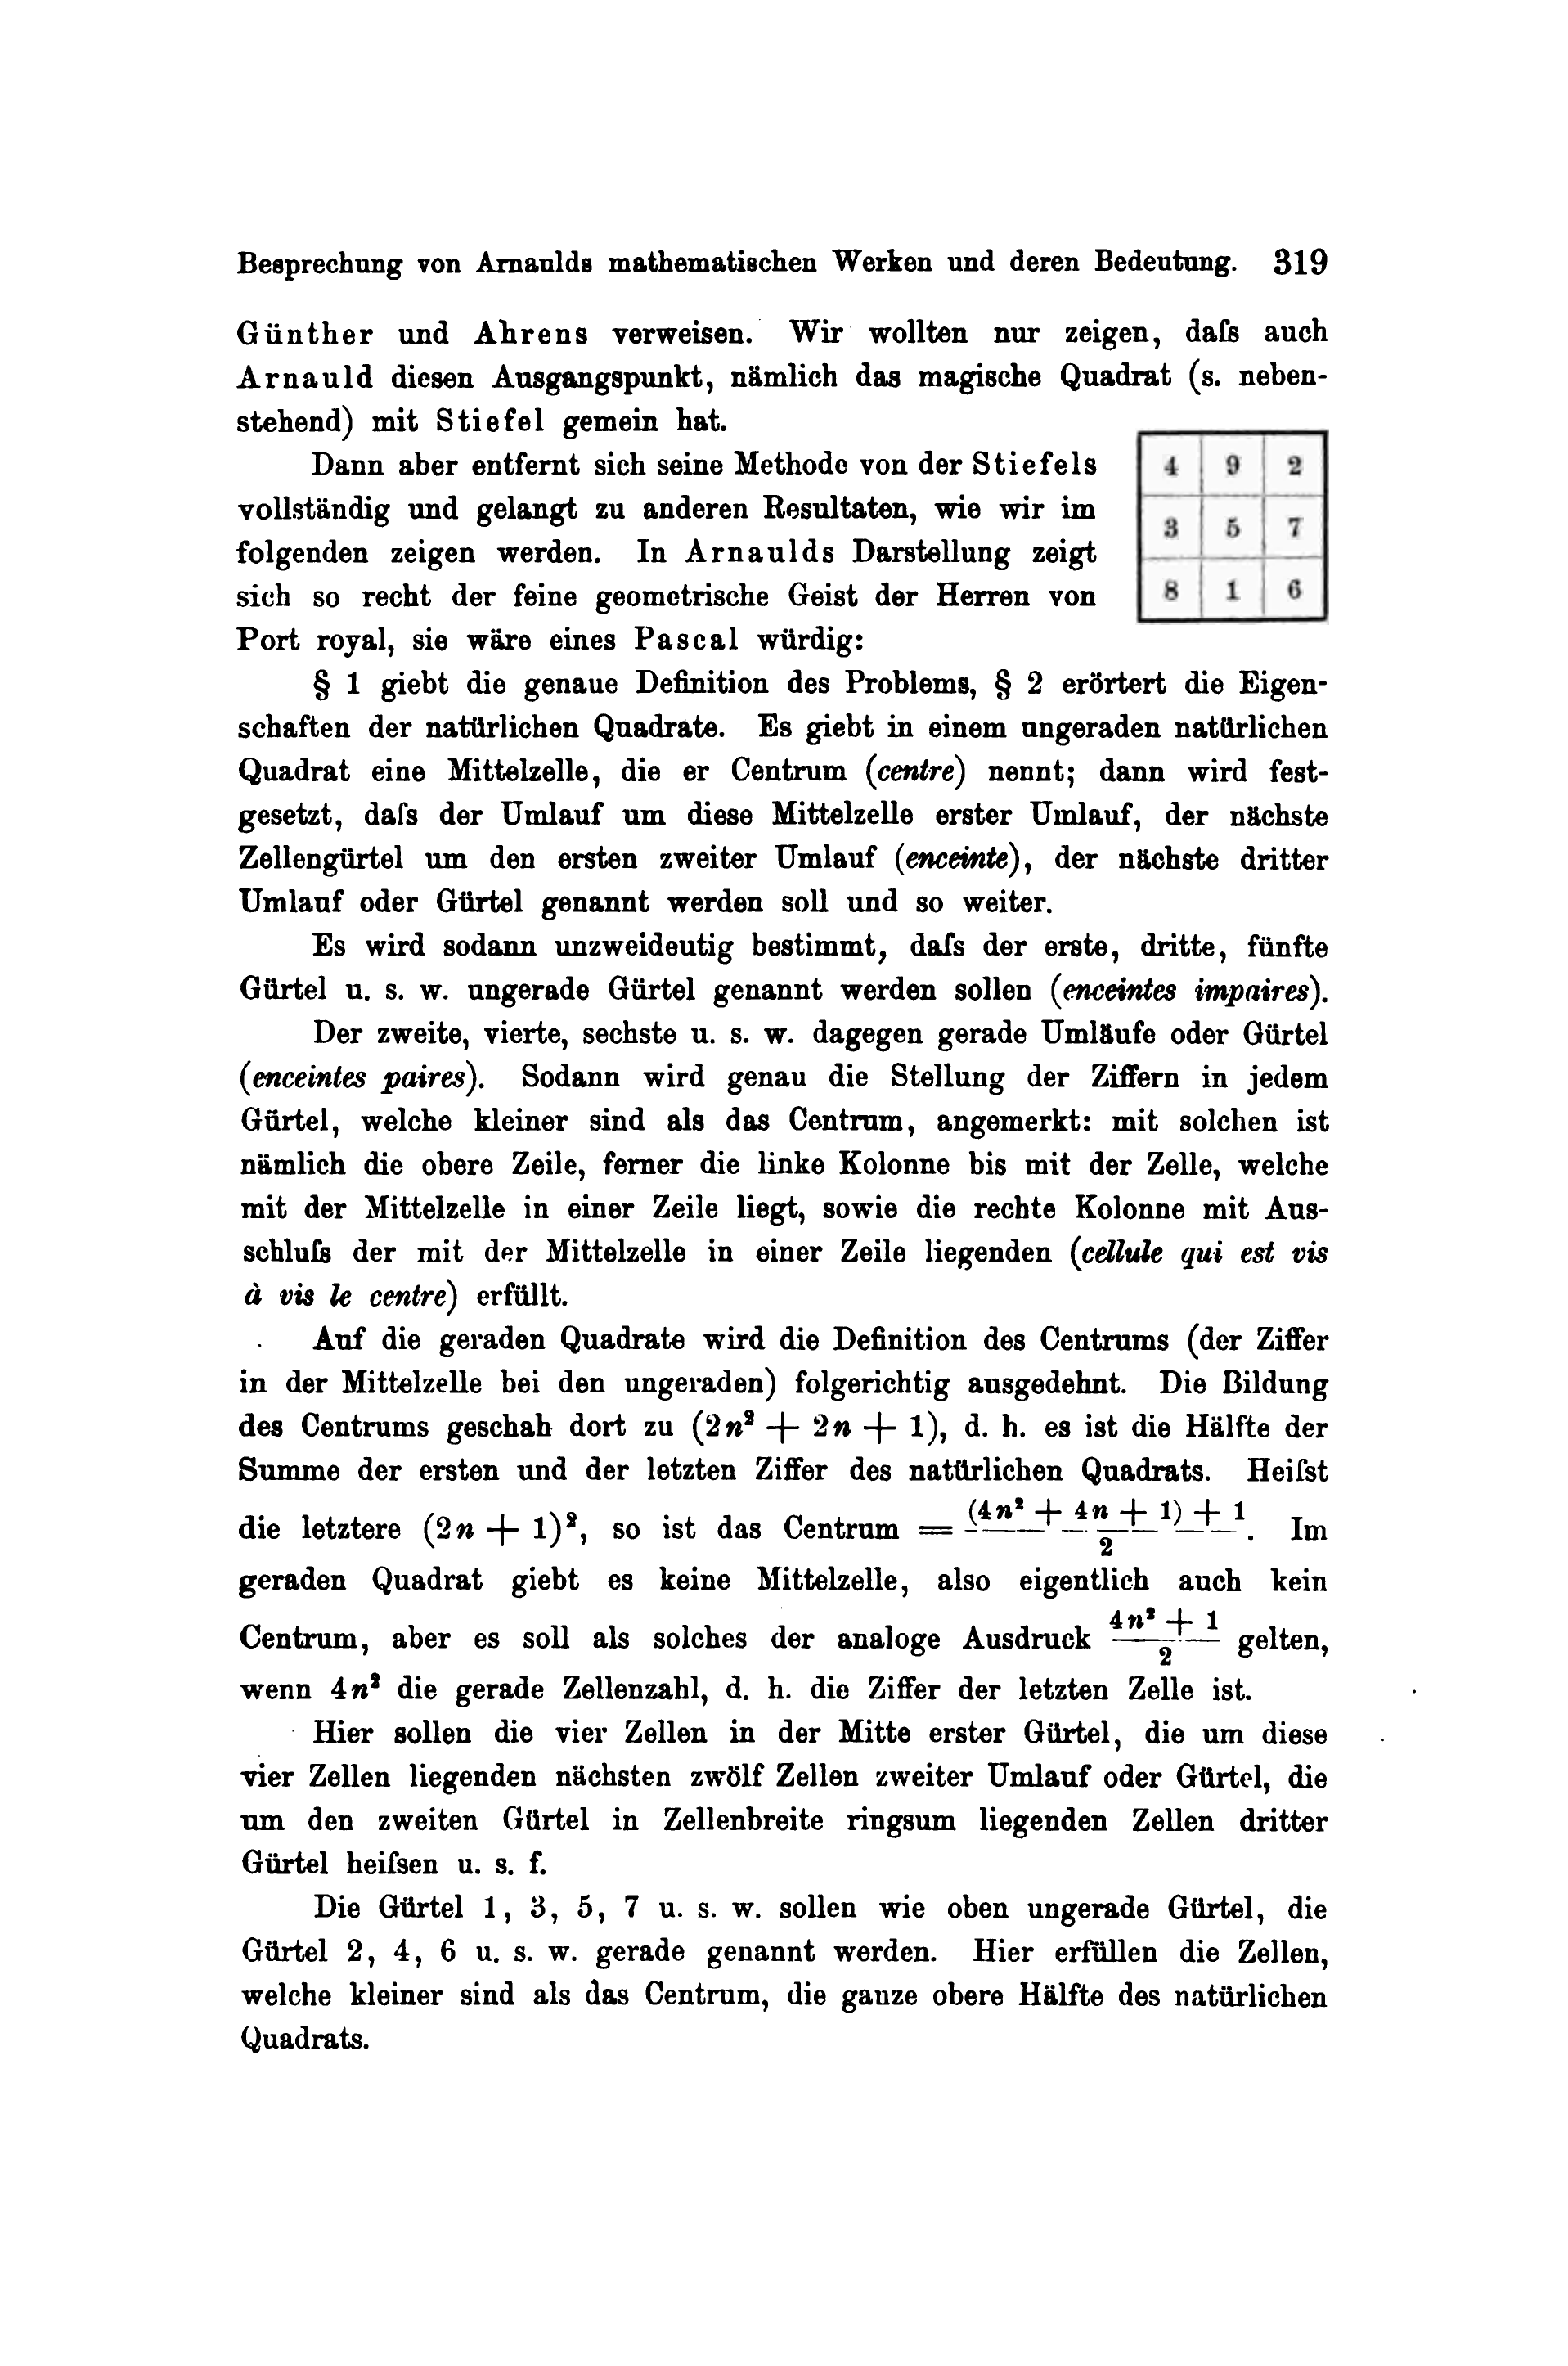 Besprechung von Arnaulds mathematischen Werken und deren Bedeutung. 319
Günther und Ahrens verweisen. Wir wollten nur zeigen, daſs auch
Arnauld diesen Ausgangspunkt, nämlich das magische Quadrat (s. neben-
stehend) mit Stiefel gemein hat.
Dann aber entfernt sich seine Methode von der Stiefels
vollständig und gelangt zu anderen Resultaten, wie wir im
folgenden zeigen werden. In Arnaulds Darstellung zeigt
sich so recht der feine geometrische Geist der Herren von
Port royal, sie wäre eines Pascal würdig:
4 9 2
3 5 7
8 1 6
§ 1 giebt die genaue Definition des Problems, § 2 erörtert die Eigen-
schaften der natürlichen Quadrate. Es giebt in einem ungeraden natürlichen
Quadrat eine Mittelzelle, die er Centrum (centre) nennt; dann wird fest-
gesetzt, daſs der Umlauf um diese Mittelzelle erster Umlauf, der nächste
Zellengürtel um den ersten zweiter Umlauf (enceinte), der nächste dritter
Umlauf oder Gürtel genannt werden soll und so weiter.
Es wird sodann unzweideutig bestimmt, daſs der erste, dritte, fünfte
Gürtel u. s. w. ungerade Gürtel genannt werden sollen (enceintes impaires).
Der zweite, vierte, sechste u. s. w. dagegen gerade Umläufe oder Gürtel
(enceintes paires). Sodann wird genau die Stellung der Ziffern in jedem
Gürtel, welche kleiner sind als das Centrum, angemerkt: mit solchen ist
nämlich die obere Zeile, ferner die linke Kolonne bis mit der Zelle, welche
mit der Mittelzelle in einer Zeile liegt, sowie die rechte Kolonne mit Aus-
schluſs der mit der Mittelzelle in einer Zeile liegenden (cellule qui est vis
à vis le centre) erfüllt.
Auf die geraden Quadrate wird die Definition des Centrums (der Ziffer
in der Mittelzelle bei den ungeraden) folgerichtig ausgedehnt. Die Bildung
des Centrums geschah dort zu (2n² + 2n + 1), d. h. es ist die Hälfte der
Summe der ersten und der letzten Ziffer des natürlichen Quadrats. Heiſst
die letztere (2n + 1)², so ist das Centrum = ((4n² + 4n + 1) + 1)/2. Im
geraden Quadrat giebt es keine Mittelzelle, also eigentlich auch kein
Centrum, aber es soll als solches der analoge Ausdruck (4n² + 1)/2 gelten,
wenn 4n² die gerade Zellenzahl, d. h. die Ziffer der letzten Zelle ist.
Hier sollen die vier Zellen in der Mitte erster Gürtel, die um diese
vier Zellen liegenden nächsten zwölf Zellen zweiter Umlauf oder Gürtel, die
um den zweiten Gürtel in Zellenbreite ringsum liegenden Zellen dritter
Gürtel heiſsen u. s. f.
Die Gürtel 1, 3, 5, 7 u. s. w. sollen wie oben ungerade Gürtel, die
Gürtel 2, 4, 6 u. s. w. gerade genannt werden. Hier erfüllen die Zellen,
welche kleiner sind als das Centrum, die ganze obere Hälfte des natürlichen
Quadrats.